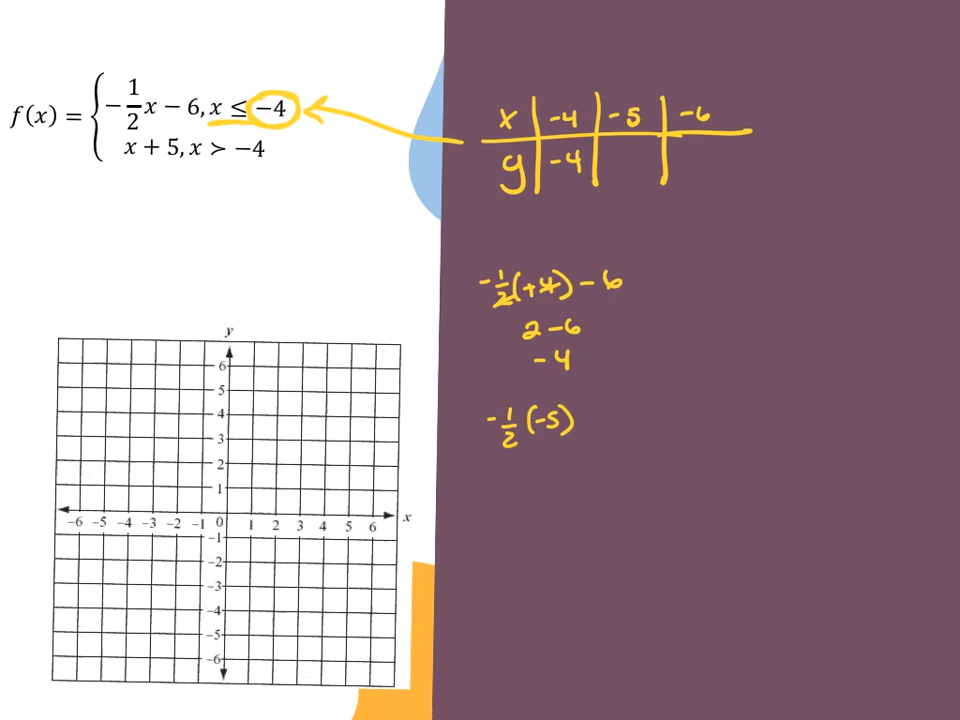 f(x) = { -1/2x − 6, x ≤ −4
x + 5, x > −4
x | -4 | -5 | -6
y | -4 | |
-1/2(+4) - 6
2 - 6
- 4
-1/2 (-5)
y
6
5
4
3
2
1
−6 −5 −4 −3 −2 −1 0 1 2 3 4 5 6 x
−1
−2
−3
−4
−5
−6